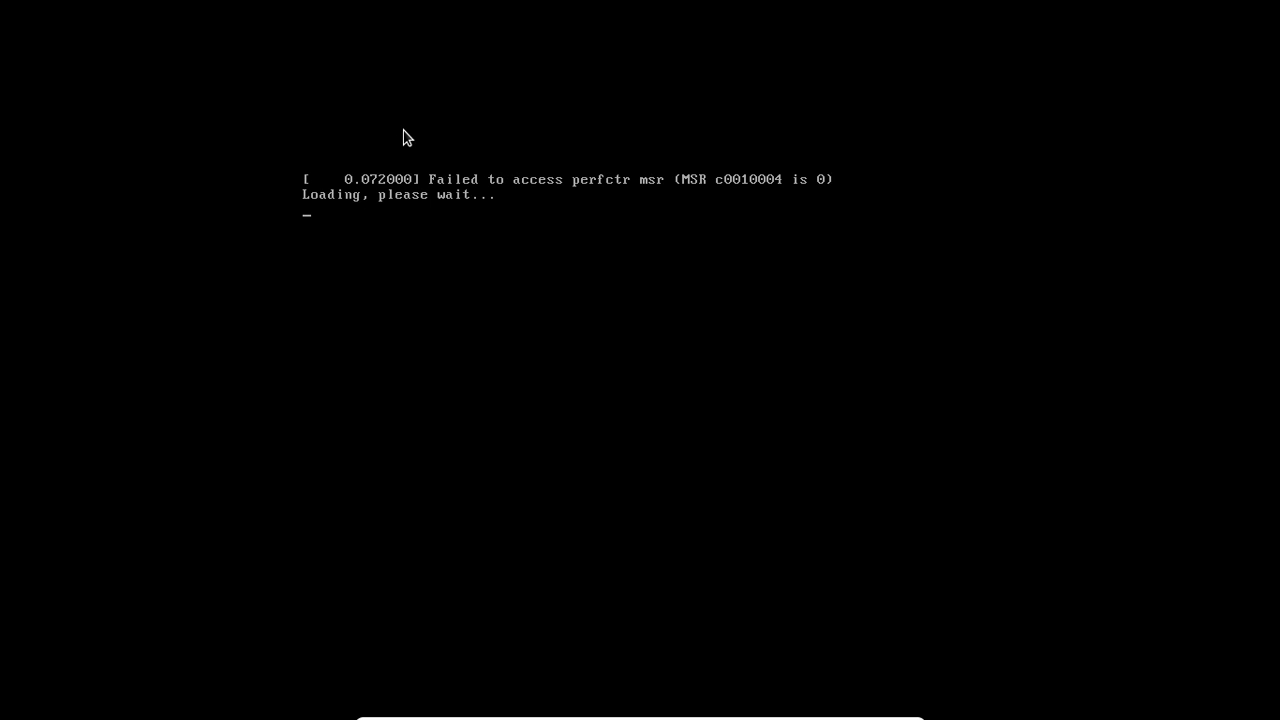 [    0.072000] Failed to access perfctr msr (MSR c0010004 is 0)
Loading, please wait...